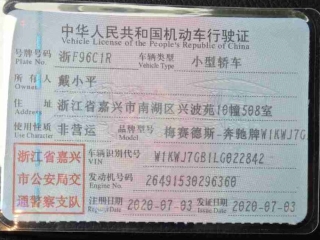 中华人民共和国机动车行驶证
Vehicle License of the People's Republic of China
号牌号码 浙F96C1R 车辆类型 小型轿车
Plate No. Vehicle Type
所有人 戴小平
Owner
住址 浙江省嘉兴市南湖区兴波苑10幢508室
Address
使用性质 非营运 品牌型号 梅赛德斯-奔驰牌W1KWJ7G
Use Character Model
浙江省嘉兴市公安局交通警察支队
车辆识别代号 W1KWJ7GB1LG022842
VIN
发动机号码 26491530296360
Engine No.
注册日期 2020-07-03 发证日期 2020-07-03
Register Date Issue Date